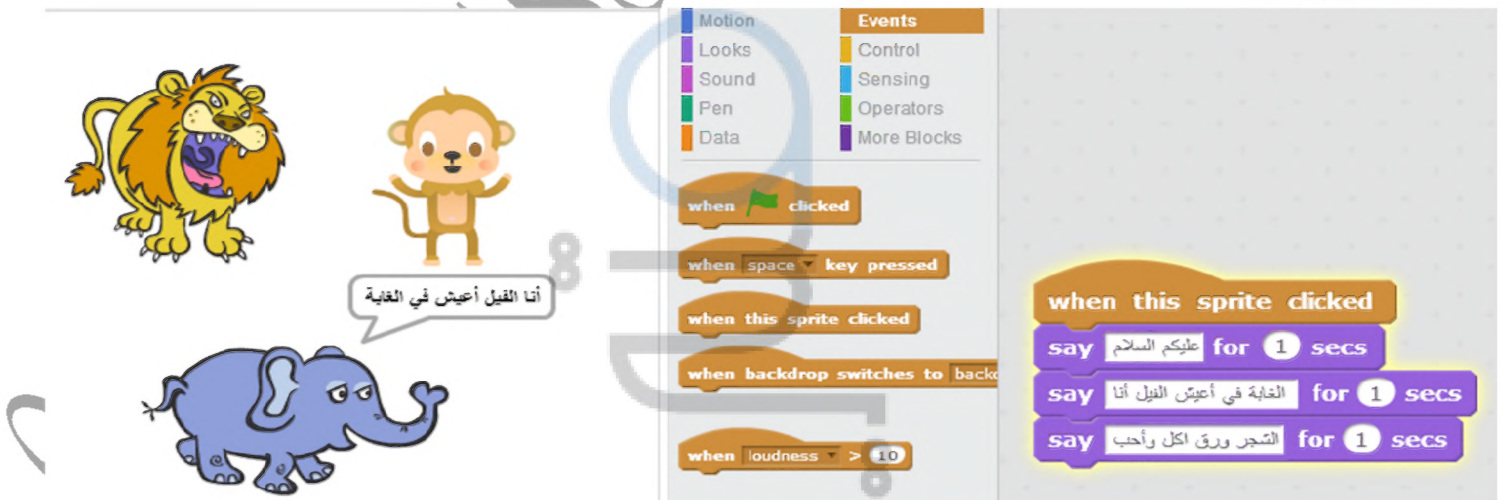 Motion
Events
Looks
Control
Sound
Sensing
Pen
Operators
Data
More Blocks
when clicked
when space key pressed
when this sprite clicked
when backdrop switches to
when loudness > 10
أنا الفيل أعيش في الغابة
when this sprite clicked
say عليكم السلام for 1 secs
say الغابة في أعيش الفيل أنا for 1 secs
say الشجر ورق اكل وأحب for 1 secs